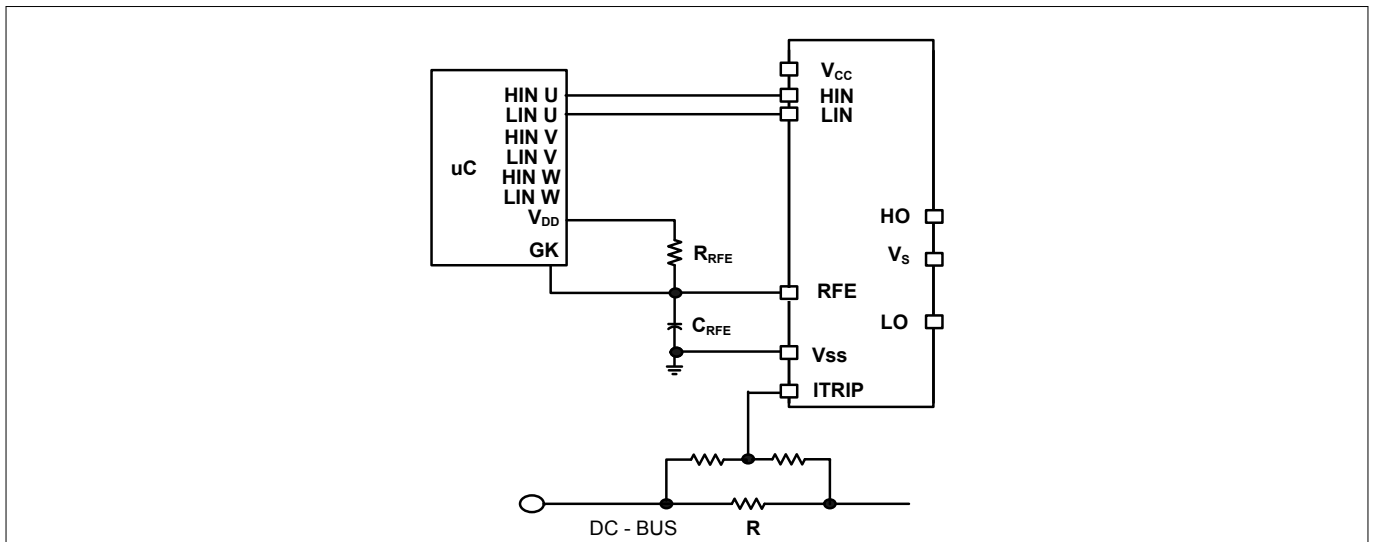 uC
HIN U
LIN U
HIN V
LIN V
HIN W
LIN W
VDD
GK
RRFE
CRFE
VCC
HIN
LIN
RFE
Vss
ITRIP
HO
VS
LO
DC - BUS
R